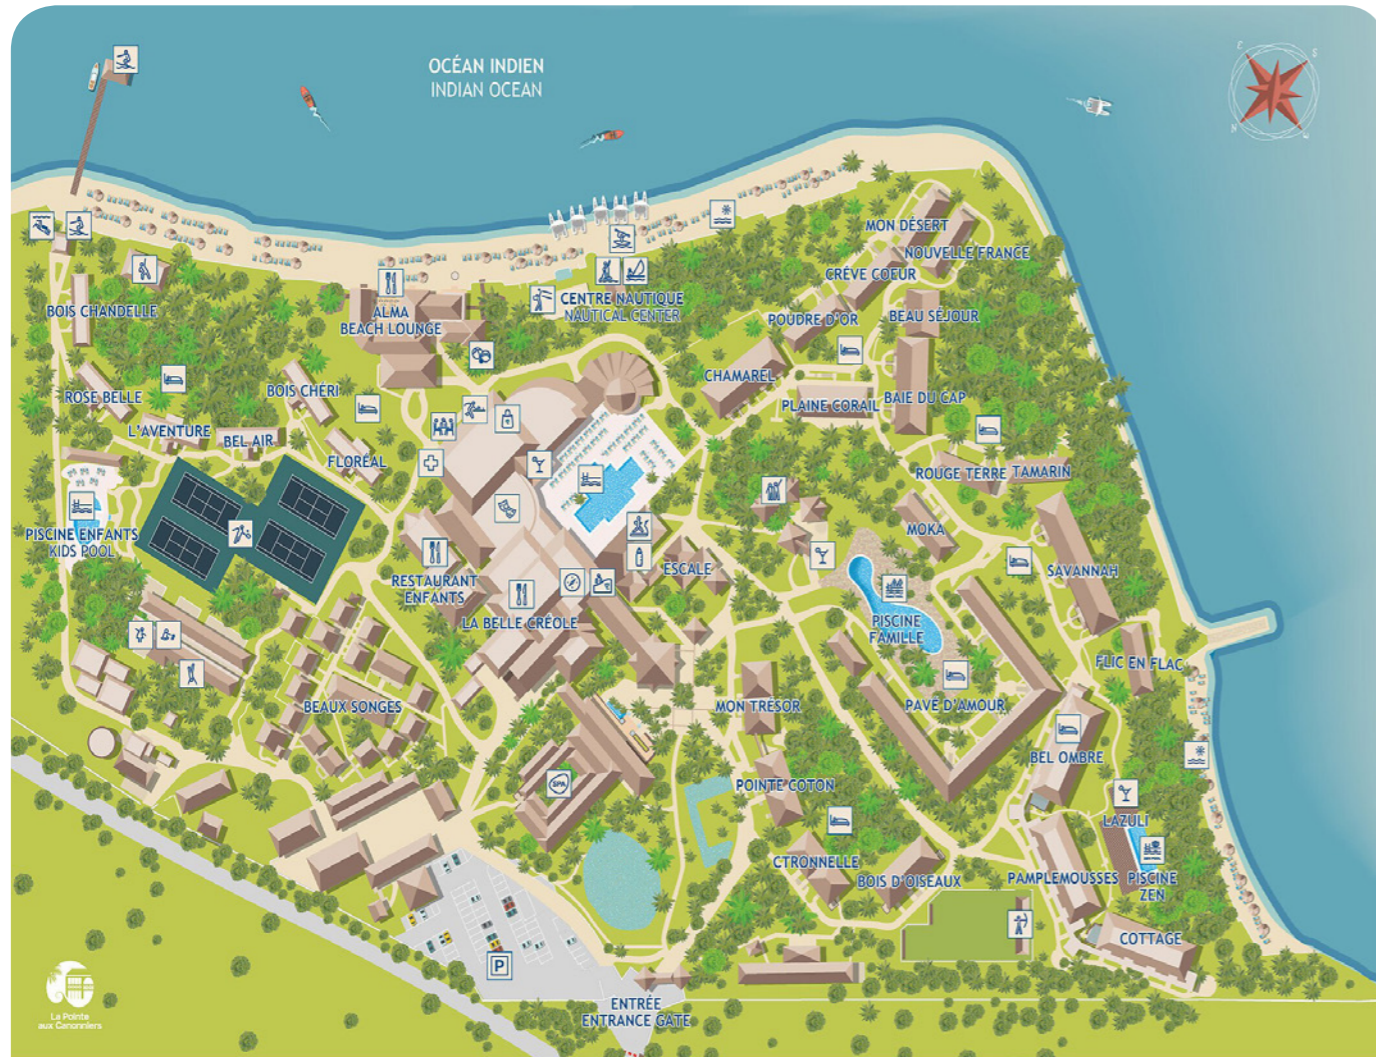 OCÉAN INDIEN
INDIAN OCEAN
E
S
N
W
MON DÉSERT
NOUVELLE FRANCE
CRÈVE COEUR
BOIS CHANDELLE
ALMA
BEACH LOUNGE
CENTRE NAUTIQUE
NAUTICAL CENTER
POUDRE D'OR
BEAU SÉJOUR
CHAMAREL
ROSE BELLE
BOIS CHÉRI
PLAINE CORAIL
BAIE DU CAP
L'AVENTURE
BEL AIR
FLORÉAL
ROUGE TERRE
TAMARIN
PISCINE ENFANTS
KIDS POOL
MOKA
RESTAURANT
ENFANTS
ESCALE
SAVANNAH
LA BELLE CRÉOLE
PISCINE
FAMILLE
FLIC EN FLAC
BEAUX SONGES
MON TRÉSOR
PAVÉ D'AMOUR
BEL OMBRE
SPA
POINTE COTON
LAZULI
CTRONNELLE
BOIS D'OISEAUX
PAMPLEMOUSSES
PISCINE
ZEN
COTTAGE
P
ENTRÉE
ENTRANCE GATE
La Pointe
aux Canonniers